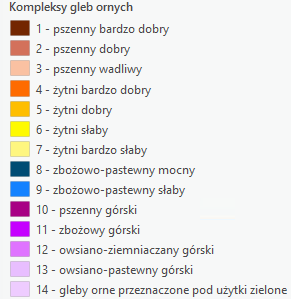 Kompleksy gleb ornych
1 - pszenny bardzo dobry
2 - pszenny dobry
3 - pszenny wadliwy
4 - żytni bardzo dobry
5 - żytni dobry
6 - żytni słaby
7 - żytni bardzo słaby
8 - zbożowo-pastewny mocny
9 - zbożowo-pastewny słaby
10 - pszenny górski
11 - zbożowy górski
12 - owsiano-ziemniaczany górski
13 - owsiano-pastewny górski
14 - gleby orne przeznaczone pod użytki zielone